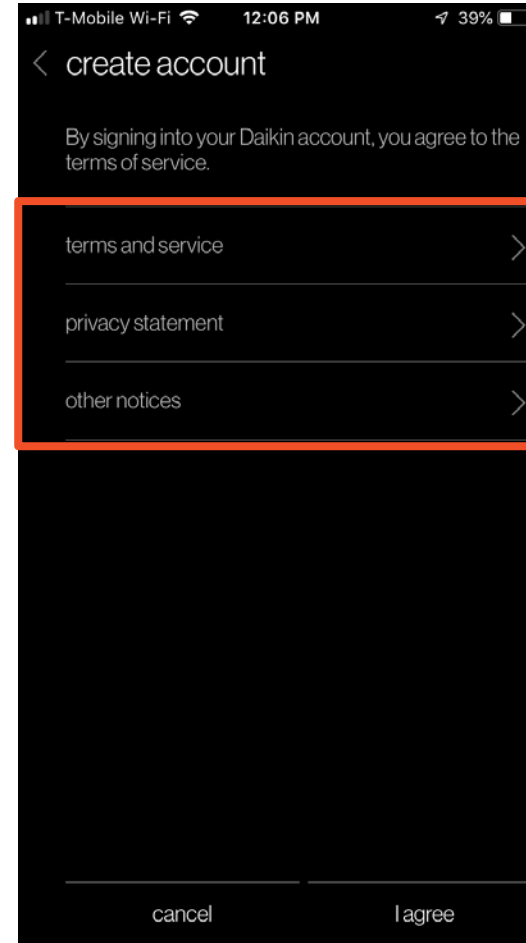 T-Mobile Wi-Fi 12:06 PM 39%
create account
By signing into your Daikin account, you agree to the
terms of service.
terms and service
privacy statement
other notices
cancel I agree